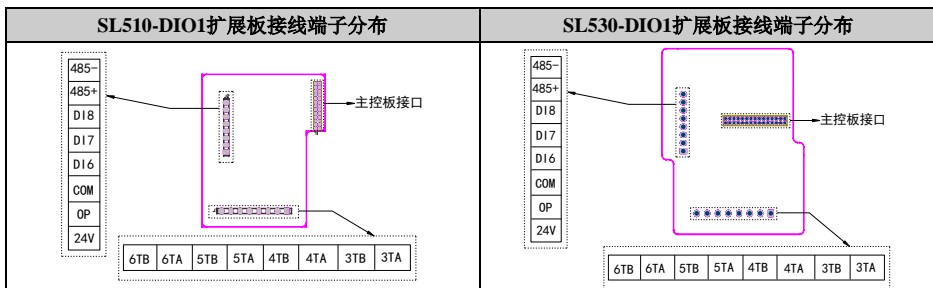 SL510-DIO1扩展板接线端子分布
485-
485+
DI8
DI7
DI6
COM
OP
24V
主控板接口
6TB 6TA 5TB 5TA 4TB 4TA 3TB 3TA
SL530-DIO1扩展板接线端子分布
485-
485+
DI8
DI7
DI6
COM
OP
24V
主控板接口
6TB 6TA 5TB 5TA 4TB 4TA 3TB 3TA